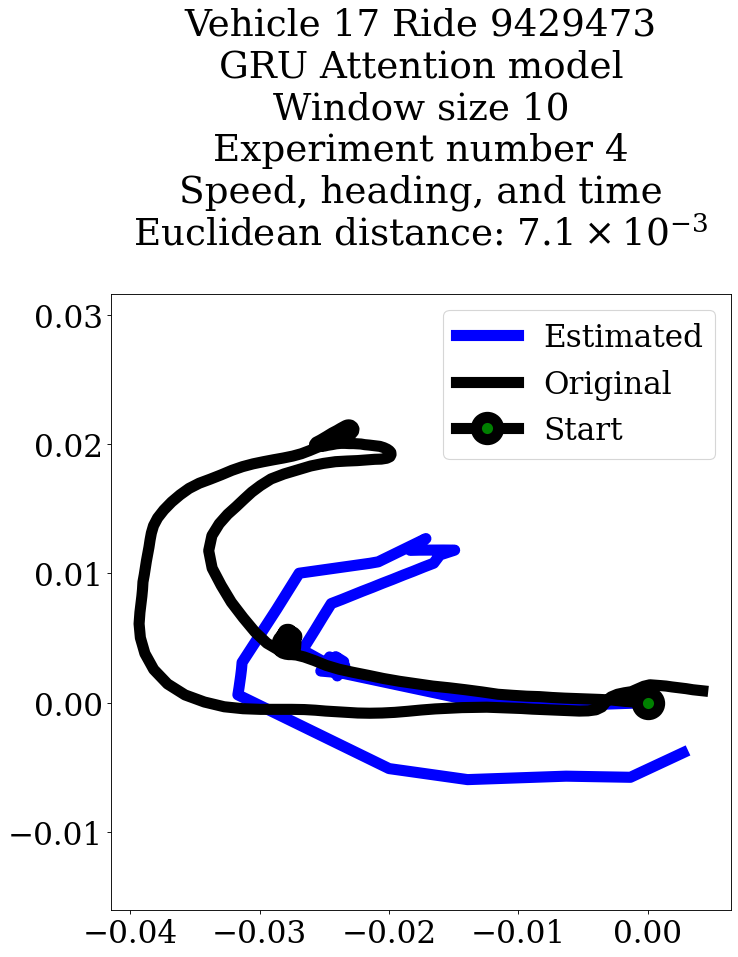 Vehicle 17 Ride 9429473
GRU Attention model
Window size 10
Experiment number 4
Speed, heading, and time
Euclidean distance: 7.1 × 10⁻³
0.03
0.02
0.01
0.00
−0.01
Estimated
Original
Start
−0.04 −0.03 −0.02 −0.01 0.00